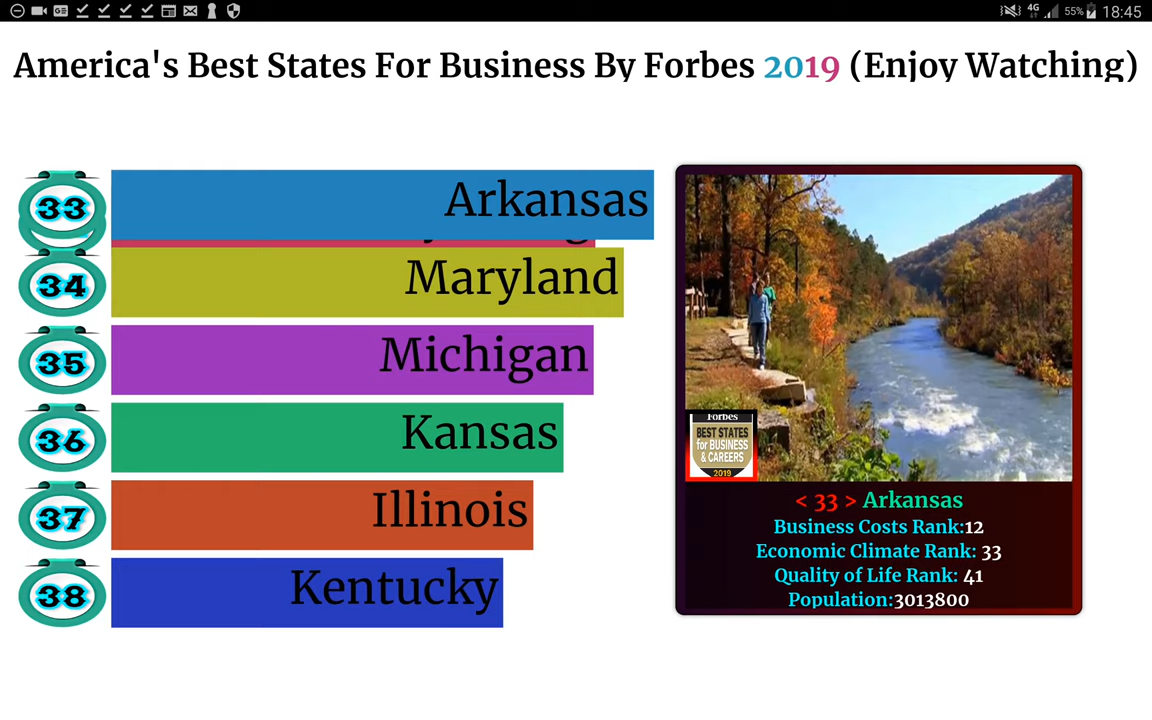 4G 55% 18:45
America's Best States For Business By Forbes 2019 (Enjoy Watching)
33 Arkansas
34 Maryland
35 Michigan
36 Kansas
37 Illinois
38 Kentucky
Forbes
BEST STATES
for BUSINESS
& CAREERS
2019
< 33 > Arkansas
Business Costs Rank:12
Economic Climate Rank: 33
Quality of Life Rank: 41
Population:3013800